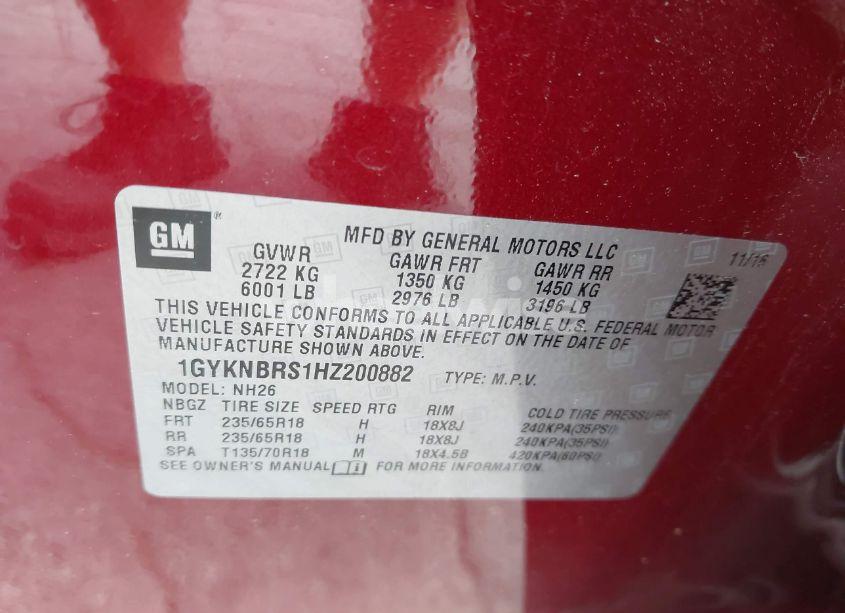 GM ®
MFD BY GENERAL MOTORS LLC
11/16
GVWR GAWR FRT GAWR RR
2722 KG 1350 KG 1450 KG
6001 LB 2976 LB 3196 LB
THIS VEHICLE CONFORMS TO ALL APPLICABLE U.S. FEDERAL MOTOR
VEHICLE SAFETY STANDARDS IN EFFECT ON THE DATE OF
MANUFACTURE SHOWN ABOVE.
1GYKNBRS1HZ200882 TYPE: M.P.V.
MODEL: NH26
NBGZ TIRE SIZE SPEED RTG RIM COLD TIRE PRESSURE
FRT 235/65R18 H 18X8J 240KPA(35PSI)
RR 235/65R18 H 18X8J 240KPA(35PSI)
SPA T135/70R18 M 18X4.5B 420KPA(60PSI)
SEE OWNER'S MANUAL FOR MORE INFORMATION.